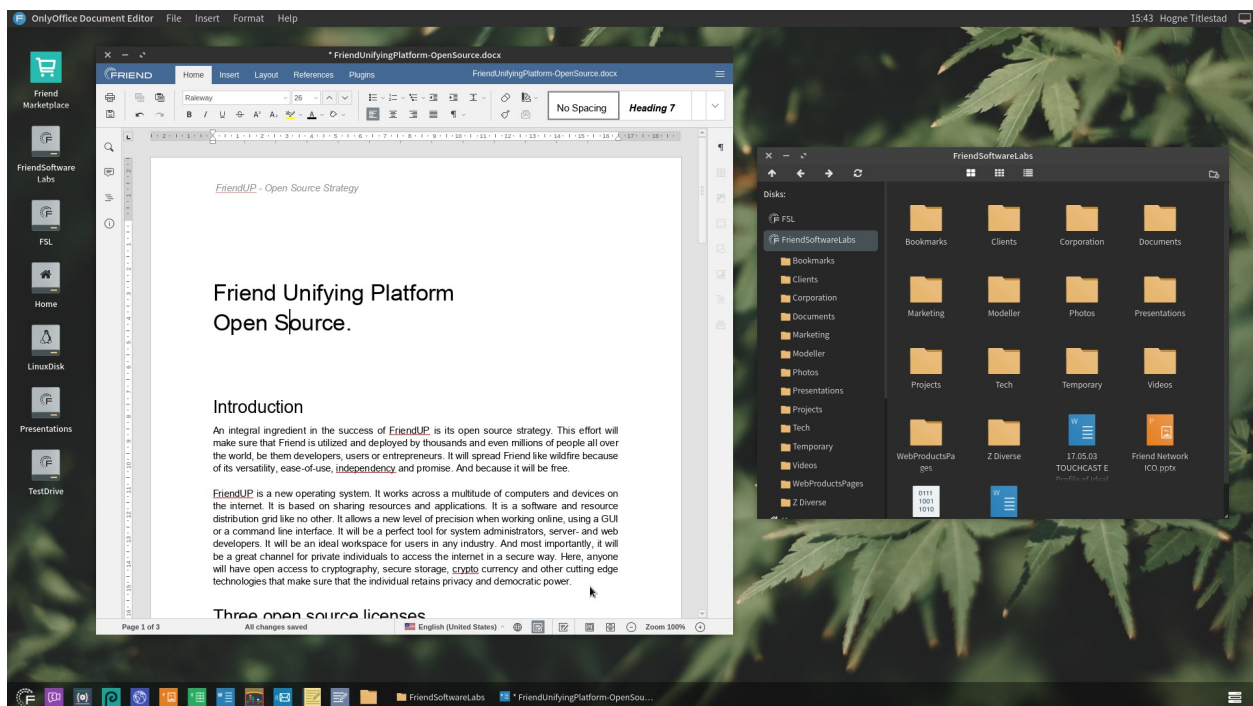 OnlyOffice Document Editor File Insert Format Help
15:43 Hogne Titlestad
Friend
Marketplace
FriendSoftware
Labs
FSL
Home
LinuxDisk
Presentations
TestDrive
* FriendUnifyingPlatform-OpenSource.docx
FRIEND Home Insert Layout References Plugins FriendUnifyingPlatform-OpenSource.docx
Raleway 26
No Spacing Heading 7
FriendUP - Open Source Strategy
Friend Unifying Platform
Open Source.
Introduction
An integral ingredient in the success of FriendUP is its open source strategy. This effort will
make sure that Friend is utilized and deployed by thousands and even millions of people all over
the world, be them developers, users or entrepreneurs. It will spread Friend like wildfire because
of its versatility, ease-of-use, independency and promise. And because it will be free.
FriendUP is a new operating system. It works across a multitude of computers and devices on
the internet. It is based on sharing resources and applications. It is a software and resource
distribution grid like no other. It allows a new level of precision when working online, using a GUI
or a command line interface. It will be a perfect tool for system administrators, server- and web
developers. It will be an ideal workspace for users in any industry. And most importantly, it will
be a great channel for private individuals to access the internet in a secure way. Here, anyone
will have open access to cryptography, secure storage, crypto currency and other cutting edge
technologies that make sure that the individual retains privacy and democratic power.
Three open source licenses
Page 1 of 3 All changes saved English (United States) Zoom 100%
FriendSoftwareLabs
Disks:
FSL
FriendSoftwareLabs
Bookmarks
Clients
Corporation
Documents
Marketing
Modeller
Photos
Presentations
Projects
Tech
Temporary
Videos
WebProductsPages
Z Diverse
Bookmarks Clients Corporation Documents
Marketing Modeller Photos Presentations
Projects Tech Temporary Videos
WebProductsPa
ges
Z Diverse
17.05.03
TOUCHCAST E
Profile of Ideal
Friend Network
ICO.pptx
0111
1001
1010
FriendSoftwareLabs * FriendUnifyingPlatform-OpenSou...